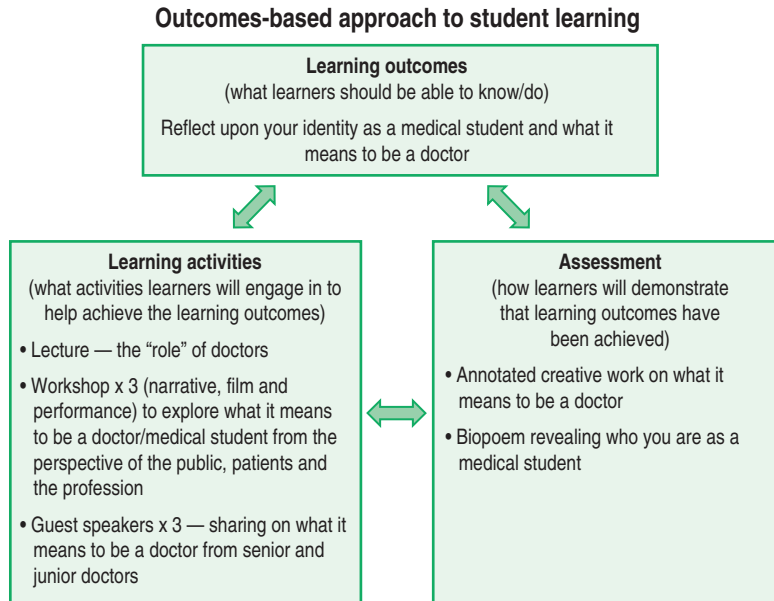 Outcomes-based approach to student learning
Learning outcomes
(what learners should be able to know/do)
Reflect upon your identity as a medical student and what it
means to be a doctor
Learning activities
(what activities learners will engage in to
help achieve the learning outcomes)
• Lecture — the “role” of doctors
• Workshop x 3 (narrative, film and
performance) to explore what it means
to be a doctor/medical student from the
perspective of the public, patients and
the profession
• Guest speakers x 3 — sharing on what it
means to be a doctor from senior and
junior doctors
Assessment
(how learners will demonstrate
that learning outcomes have
been achieved)
• Annotated creative work on what it
means to be a doctor
• Biopoem revealing who you are as a
medical student